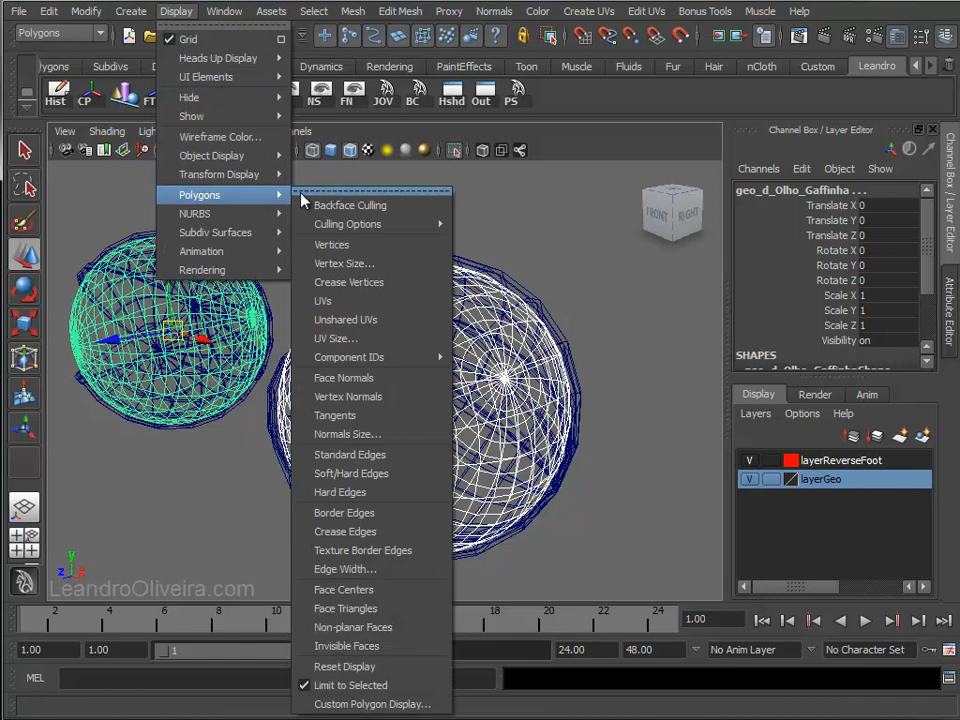 File Edit Modify Create Display Window Assets Select Mesh Edit Mesh Proxy Normals Color Create UVs Edit UVs Bonus Tools Muscle Help
Polygons
Subdivs Dynamics Rendering PaintEffects Toon Muscle Fluids Fur Hair nCloth Custom Leandro
Hist CP FT NS FN JOV BC Hshd Out PS
View Shading
Grid
Heads Up Display
UI Elements
Hide
Show
Wireframe Color...
Object Display
Transform Display
Polygons
NURBS
Subdiv Surfaces
Animation
Rendering
Backface Culling
Culling Options
Vertices
Vertex Size...
Crease Vertices
UVs
Unshared UVs
UV Size...
Component IDs
Face Normals
Vertex Normals
Tangents
Normals Size...
Standard Edges
Soft/Hard Edges
Hard Edges
Border Edges
Crease Edges
Texture Border Edges
Edge Width...
Face Centers
Face Triangles
Non-planar Faces
Invisible Faces
Reset Display
Limit to Selected
Custom Polygon Display...
FRONT RIGHT
y
z
LeandroOliveira.com
Channel Box / Layer Editor
Channels Edit Object Show
geo_d_Olho_Gaffinha ...
Translate X 0
Translate Y 0
Translate Z 0
Rotate X 0
Rotate Y 0
Rotate Z 0
Scale X 1
Scale Y 1
Scale Z 1
Visibility on
SHAPES
Display Render Anim
Layers Options Help
V layerReverseFoot
V layerGeo
Channel Box / Layer Editor
Attribute Editor
2 4 6 8 10 18 20 22 24
1.00
1.00 1.00 1 24.00 48.00 No Anim Layer No Character Set
MEL